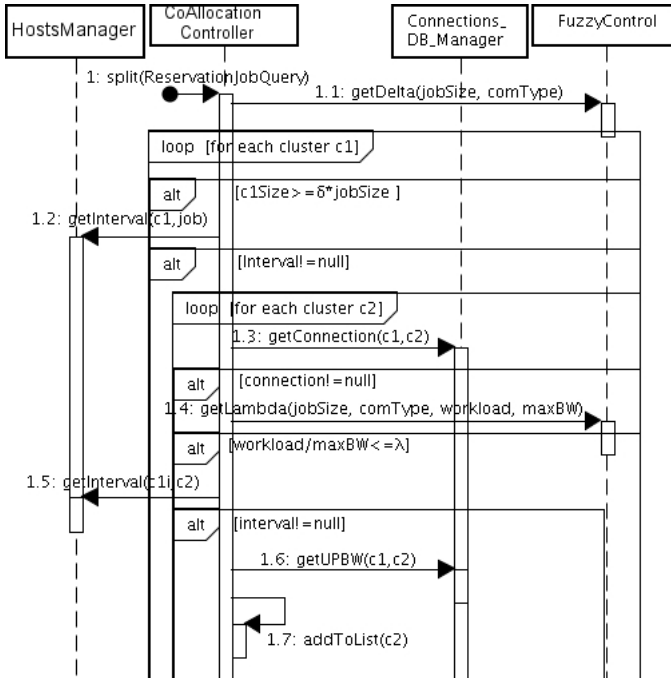 HostsManager
CoAllocation
Controller
Connections_
DB_Manager
FuzzyControl
1: split(ReservationJobQuery)
1.1: getDelta(jobSize, comType)
loop [for each cluster c1]
alt [c1Size>=δ*jobSize ]
1.2: getInterval(c1,job)
alt [Interval!=null]
loop [for each cluster c2]
1.3: getConnection(c1,c2)
alt [connection!=null]
1.4: getLambda(jobSize, comType, workload, maxBW)
alt [workload/maxBW<=λ]
1.5: getInterval(c1i,c2)
alt [interval!=null]
1.6: getUPBW(c1,c2)
1.7: addToList(c2)